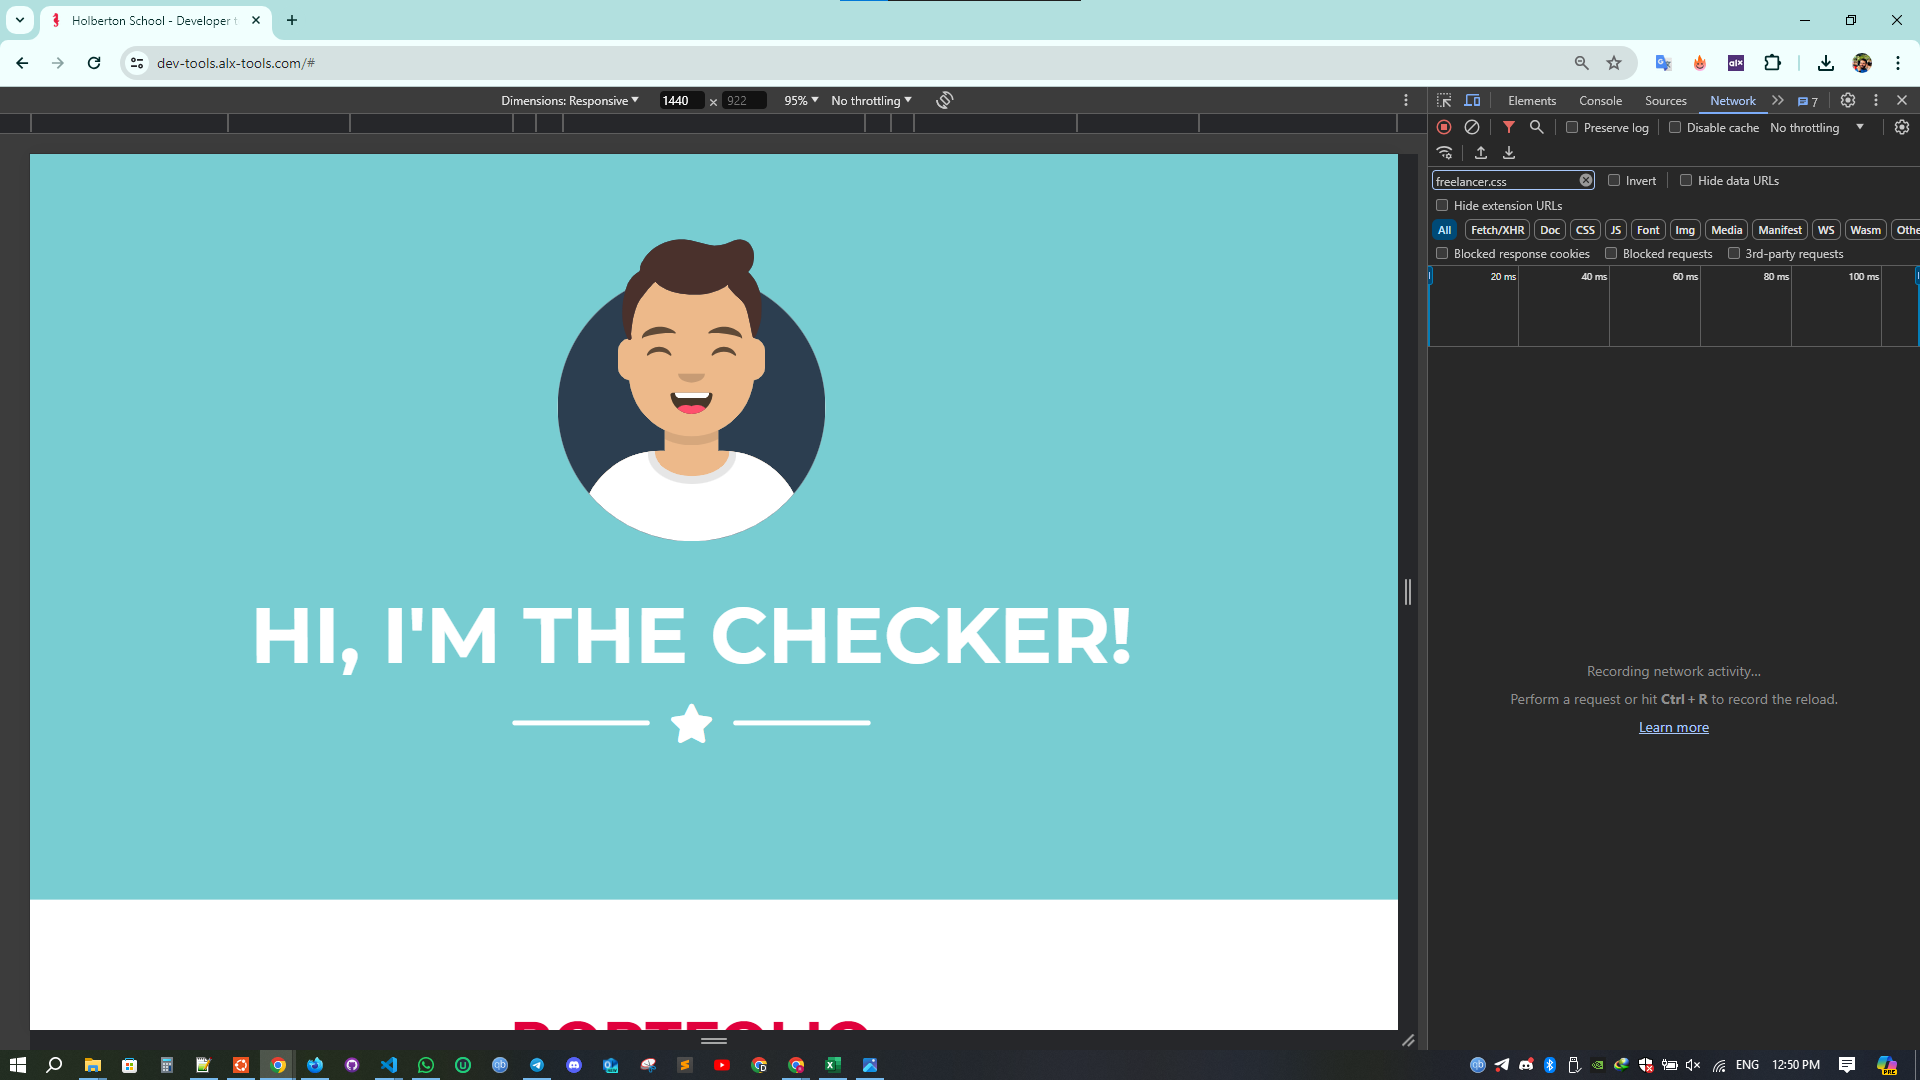 Holberton School - Developer t
dev-tools.alx-tools.com/#
alx
Dimensions: Responsive 1440 × 922 95% No throttling
Elements Console Sources Network 7
Preserve log Disable cache No throttling
freelancer.css Invert Hide data URLs
Hide extension URLs
All Fetch/XHR Doc CSS JS Font Img Media Manifest WS Wasm Othe
Blocked response cookies Blocked requests 3rd-party requests
20 ms 40 ms 60 ms 80 ms 100 ms
HI, I'M THE CHECKER!
Recording network activity...
Perform a request or hit Ctrl + R to record the reload.
Learn more
PORTFOLIO
ENG 12:50 PM